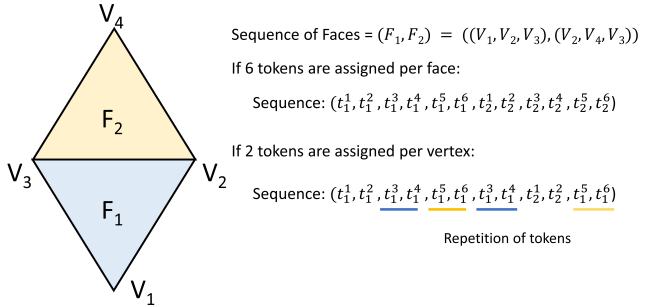 V₄
F₂
V₃
V₂
F₁
V₁
Sequence of Faces = (F₁, F₂) = ((V₁, V₂, V₃), (V₂, V₄, V₃))
If 6 tokens are assigned per face:
Sequence: (t₁¹, t₁², t₁³, t₁⁴, t₁⁵, t₁⁶, t₂¹, t₂², t₂³, t₂⁴, t₂⁵, t₂⁶)
If 2 tokens are assigned per vertex:
Sequence: (t₁¹, t₁², t₁³, t₁⁴, t₁⁵, t₁⁶, t₁³, t₁⁴, t₂¹, t₂², t₁⁵, t₁⁶)
Repetition of tokens